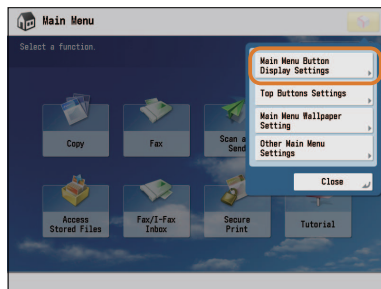 Main Menu
Select a function.
Main Menu Button
Display Settings
Top Buttons Settings
Main Menu Wallpaper
Setting
Other Main Menu
Settings
Close
Copy
Fax
Scan a
Send
Access
Stored Files
Fax/I-Fax
Inbox
Secure
Print
Tutorial